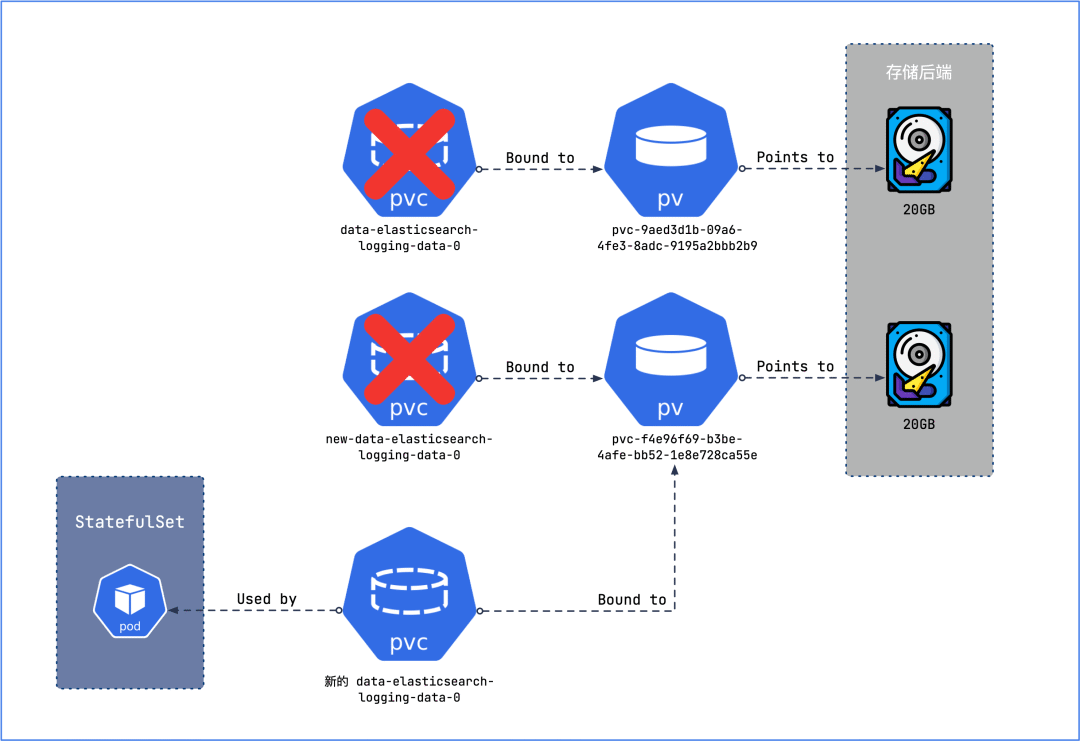 存储后端
pvc
Bound to
pv
Points to
20GB
data-elasticsearch-
logging-data-0
pvc-9aed3d1b-09a6-
4fe3-8adc-9195a2bbb2b9
pvc
Bound to
pv
Points to
20GB
new-data-elasticsearch-
logging-data-0
pvc-f4e96f69-b3be-
4afe-bb52-1e8e728ca55e
StatefulSet
pod
Used by
pvc
Bound to
新的 data-elasticsearch-
logging-data-0